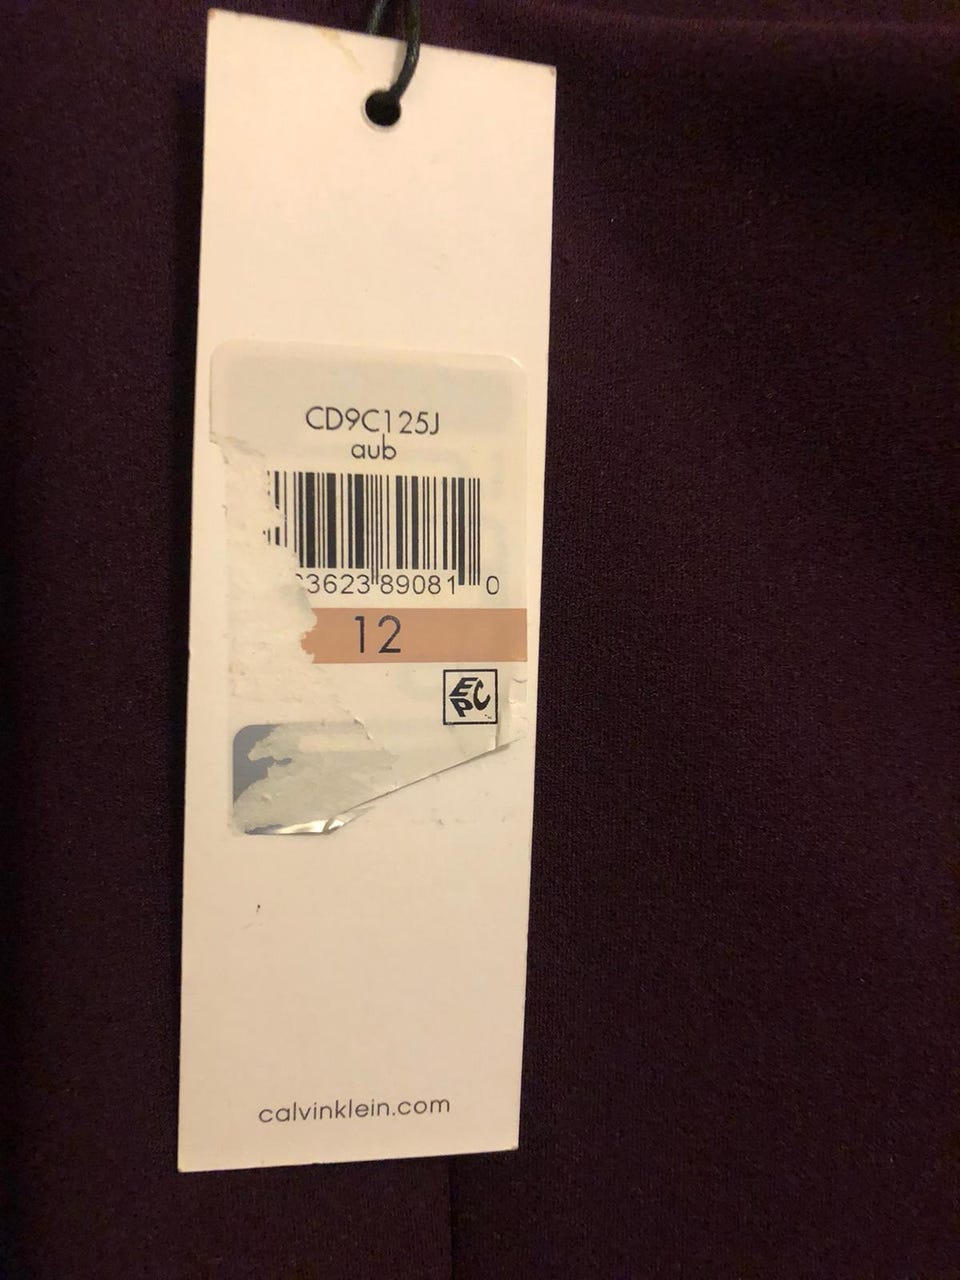 CD9C125J
aub
3623 89081 0
12
EPC
calvinklein.com